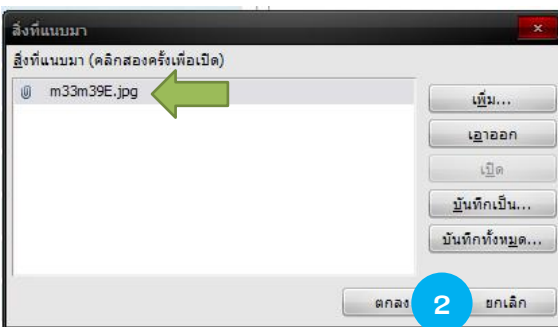 สิ่งที่แนบมา
สิ่งที่แนบมา (คลิกสองครั้งเพื่อเปิด)
m33m39E.jpg
เพิ่ม...
เอาออก
เปิด
บันทึกเป็น...
บันทึกทั้งหมด...
ตกลง
2
ยกเลิก